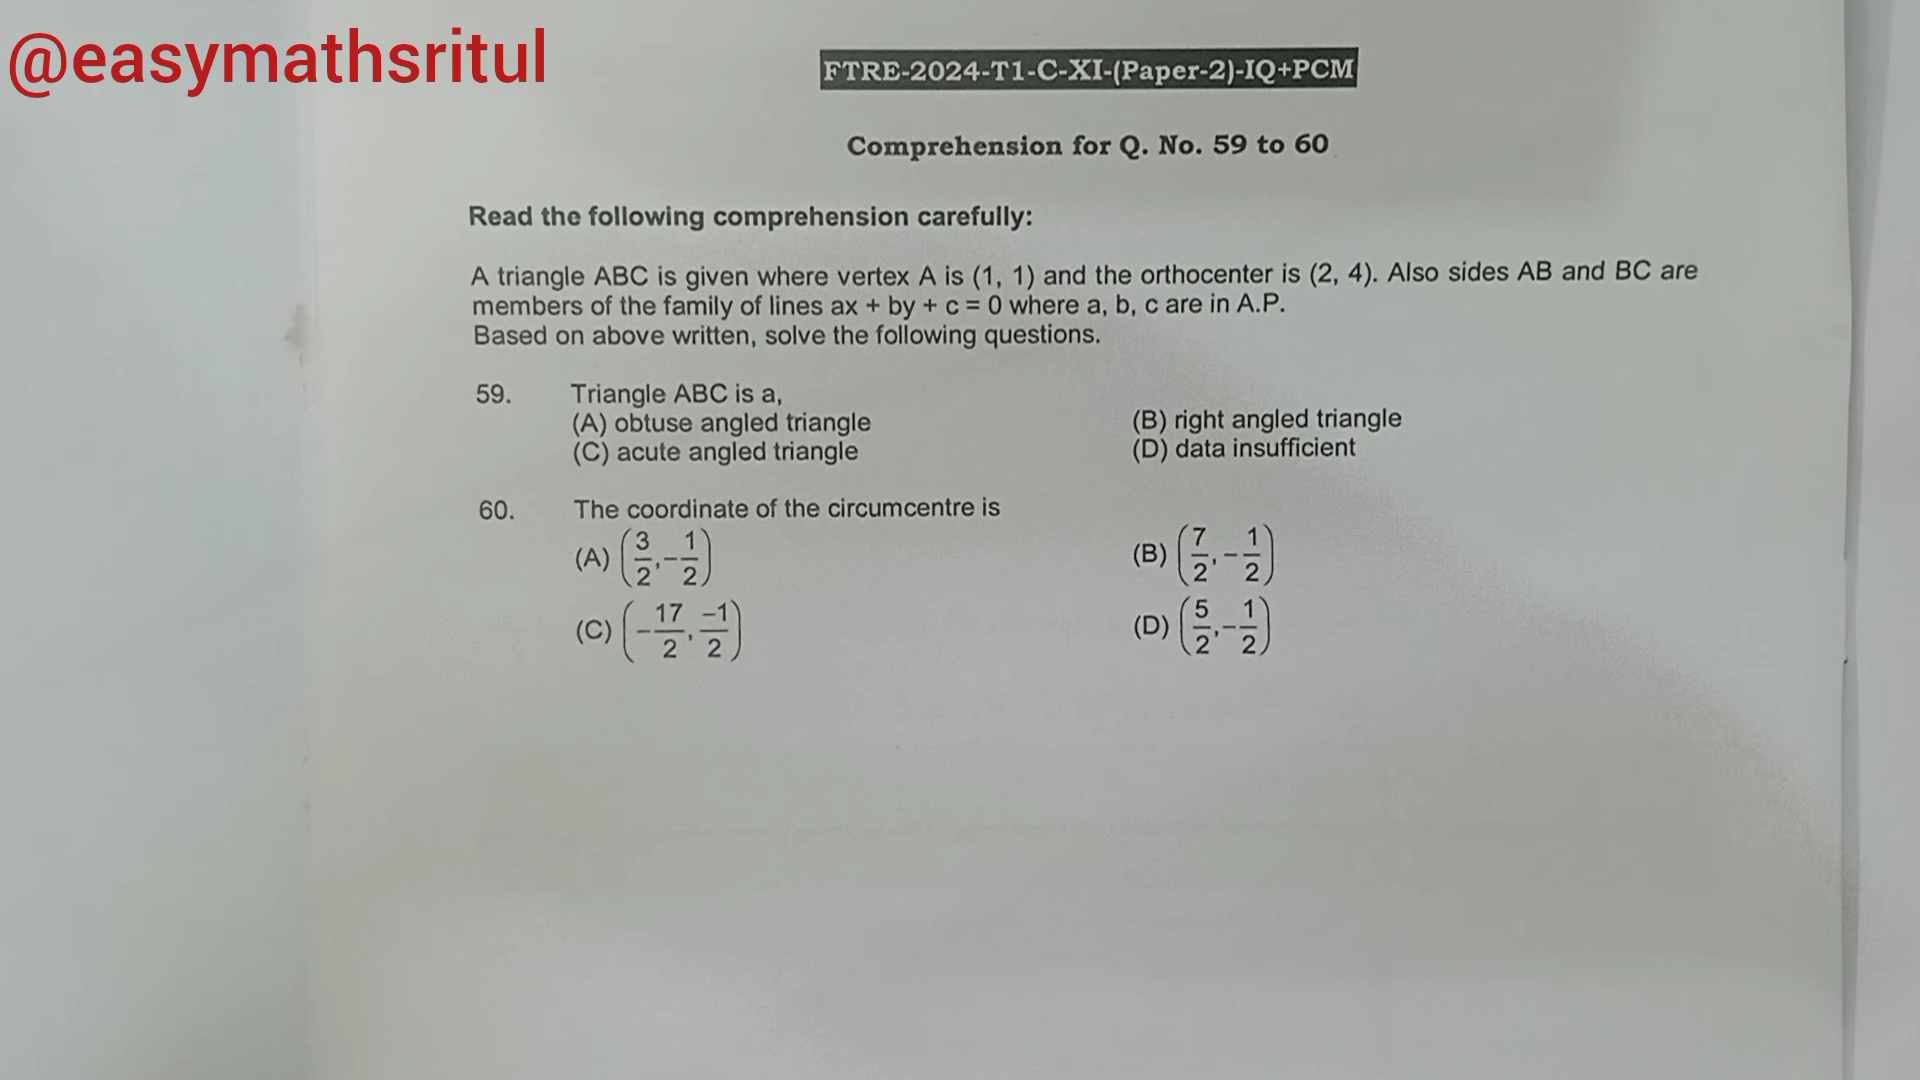 @easymathsritul
FTRE-2024-T1-C-XI-(Paper-2)-IQ+PCM
Comprehension for Q. No. 59 to 60
Read the following comprehension carefully:
A triangle ABC is given where vertex A is (1, 1) and the orthocenter is (2, 4). Also sides AB and BC are
members of the family of lines ax + by + c = 0 where a, b, c are in A.P.
Based on above written, solve the following questions.
59. Triangle ABC is a,
(A) obtuse angled triangle (B) right angled triangle
(C) acute angled triangle (D) data insufficient
60. The coordinate of the circumcentre is
(A) (3/2, -1/2) (B) (7/2, -1/2)
(C) (-17/2, -1/2) (D) (5/2, -1/2)